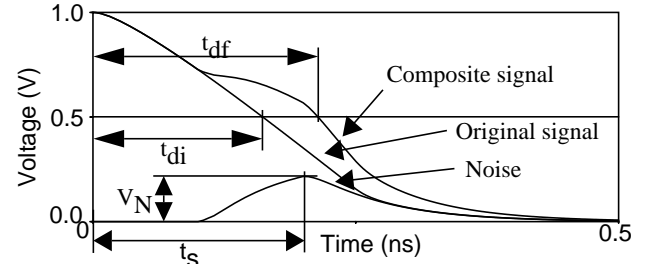 1.0
t_df
Composite signal
0.5
Original signal
t_di
Noise
V_N
0.0
0
0.5
t_s
Time (ns)
Voltage (V)